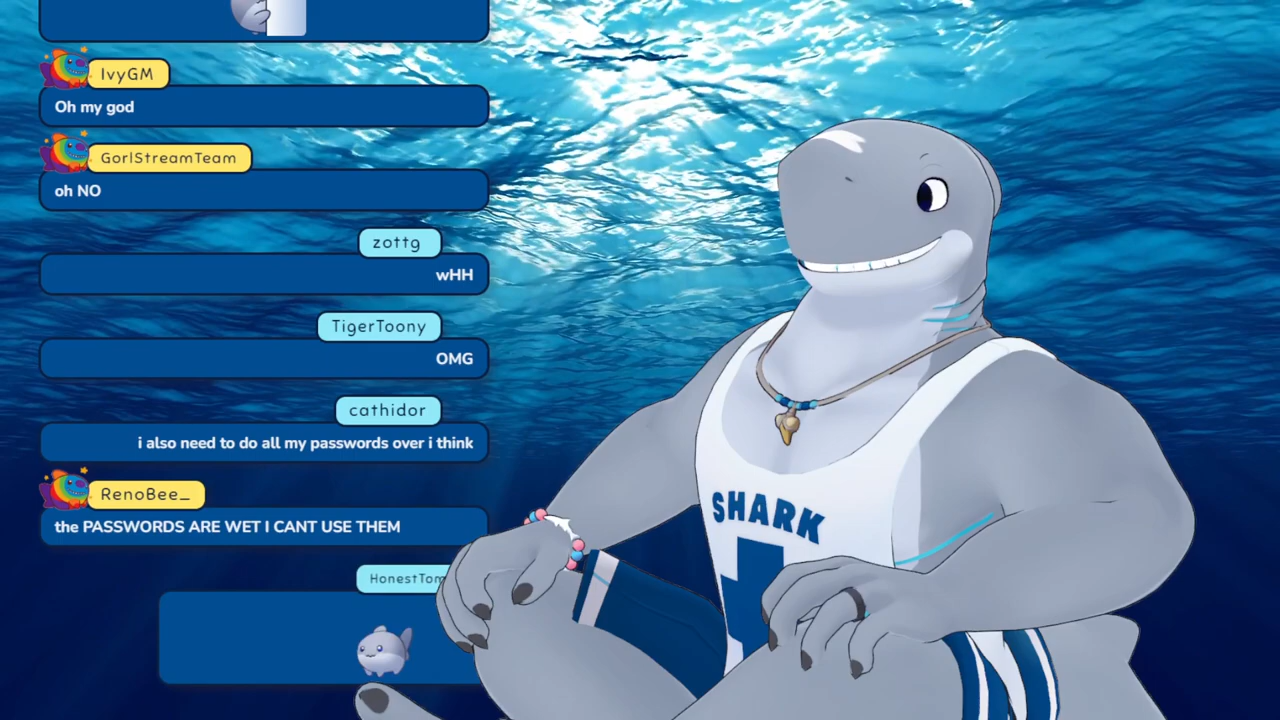 IvyGM
Oh my god
GorlStreamTeam
oh NO
zottg
wHH
TigerToony
OMG
cathidor
i also need to do all my passwords over i think
RenoBee_
the PASSWORDS ARE WET I CANT USE THEM
SHARK